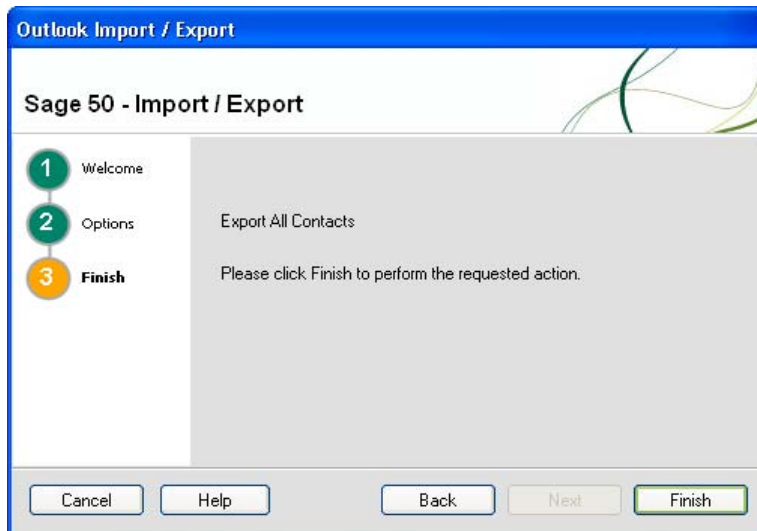 Outlook Import / Export
Sage 50 - Import / Export
1 Welcome
2 Options
3 Finish
Export All Contacts
Please click Finish to perform the requested action.
Cancel Help Back Next Finish